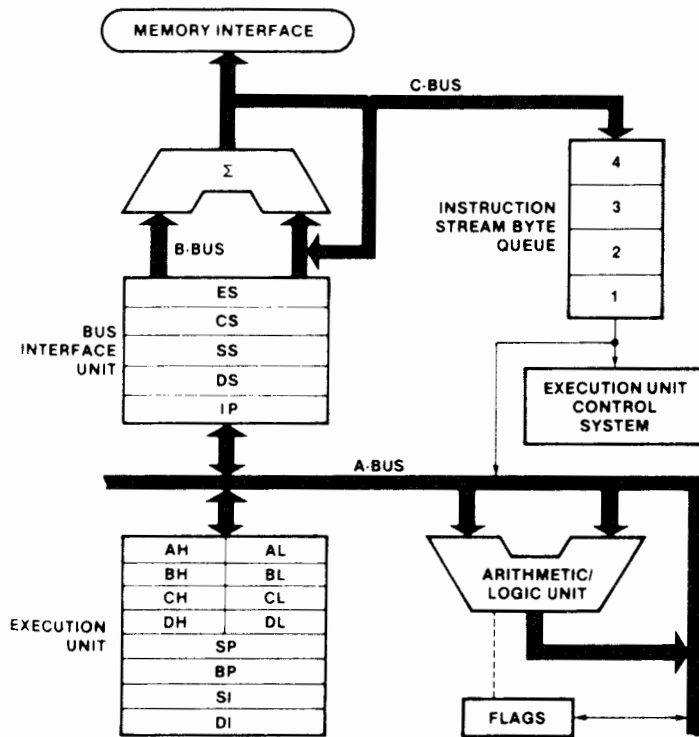 MEMORY INTERFACE
C-BUS
Σ
B-BUS
4
3
2
1
INSTRUCTION
STREAM BYTE
QUEUE
ES
CS
SS
DS
IP
BUS
INTERFACE
UNIT
EXECUTION UNIT
CONTROL
SYSTEM
A-BUS
AH AL
BH BL
CH CL
DH DL
SP
BP
SI
DI
EXECUTION
UNIT
ARITHMETIC/
LOGIC UNIT
FLAGS